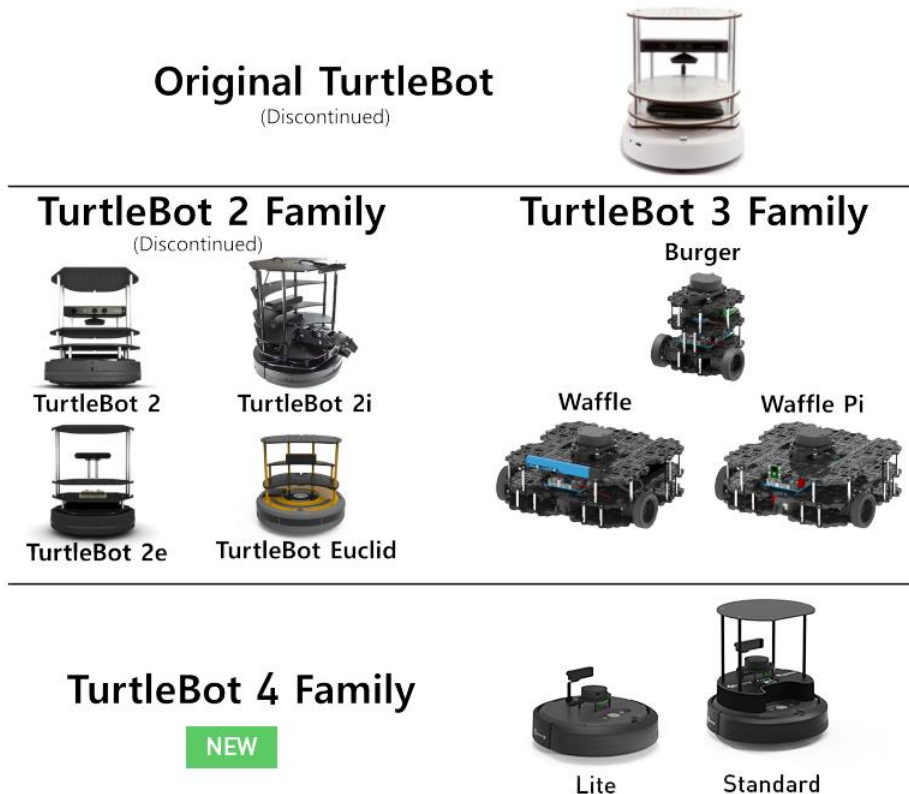 Original TurtleBot
(Discontinued)
TurtleBot 2 Family
(Discontinued)
TurtleBot 2
TurtleBot 2i
TurtleBot 2e
TurtleBot Euclid
TurtleBot 3 Family
Burger
Waffle
Waffle Pi
TurtleBot 4 Family
NEW
Lite
Standard